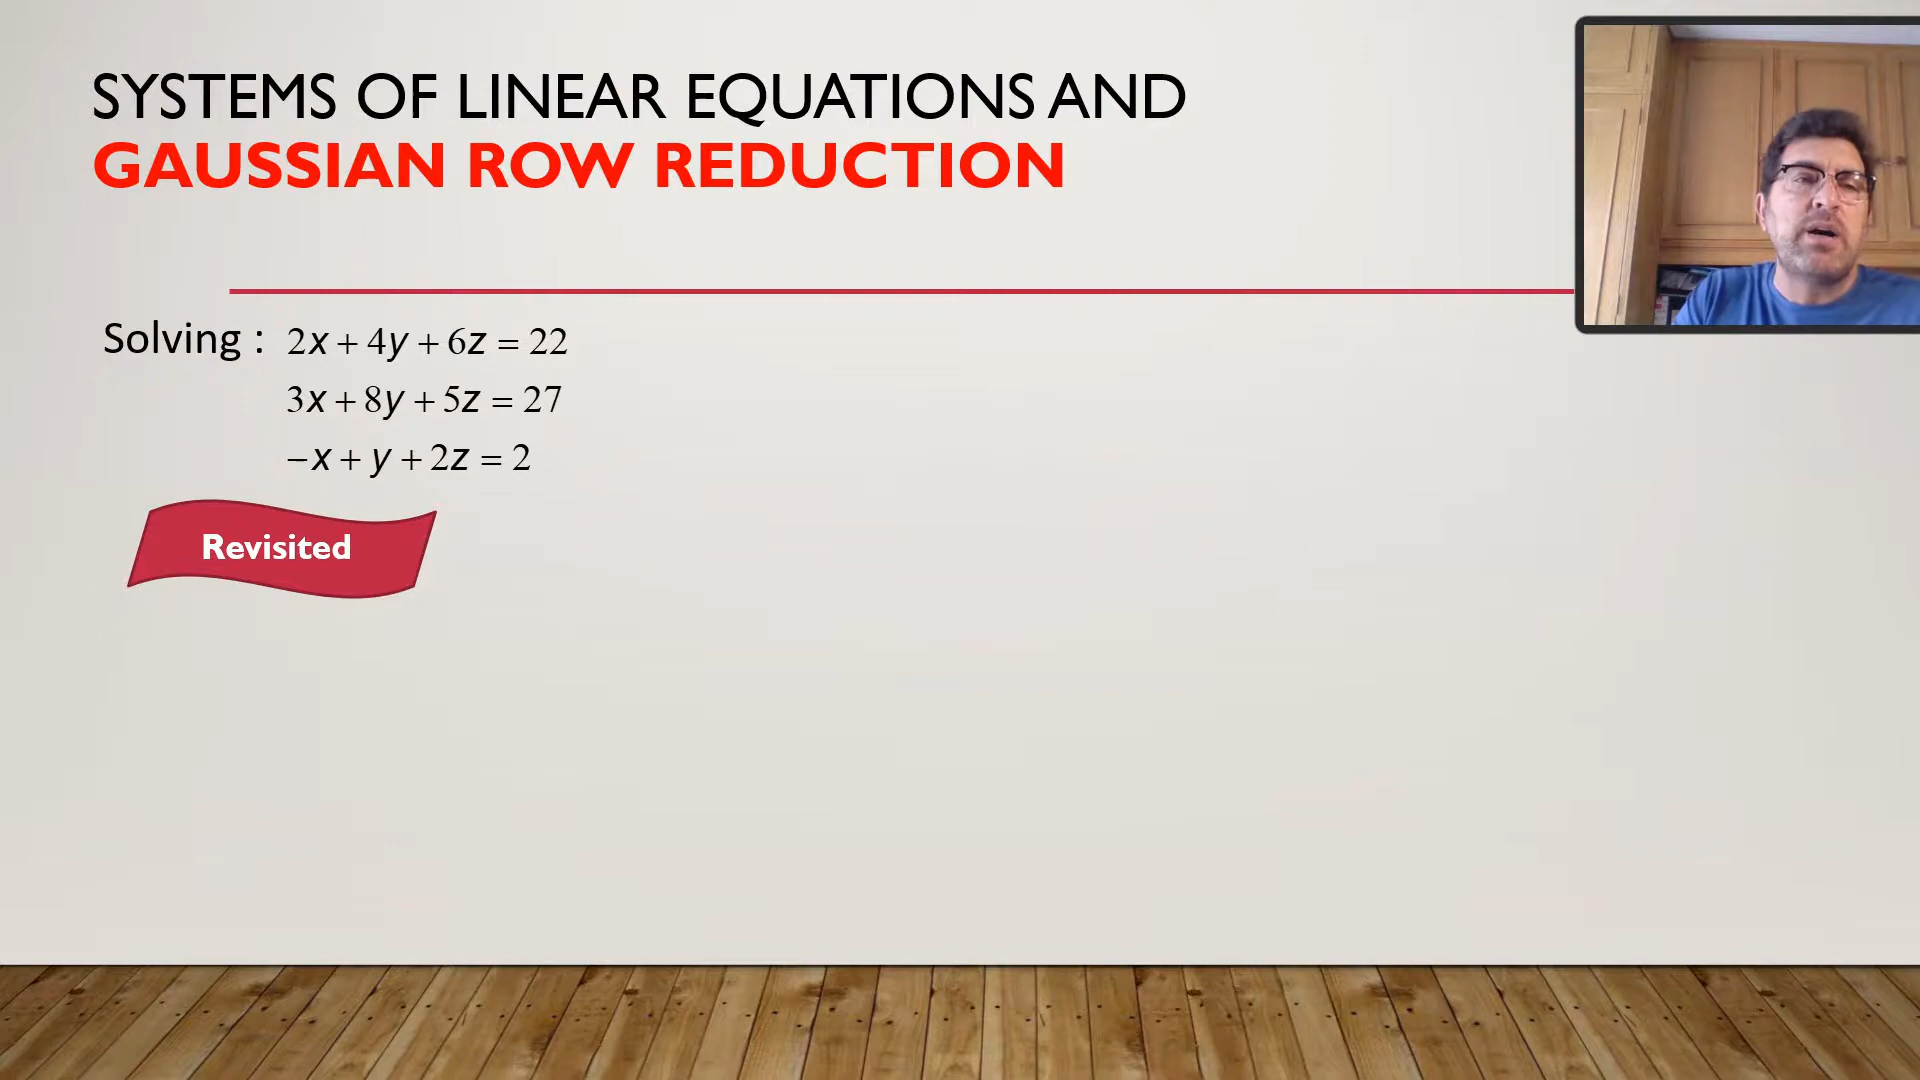 SYSTEMS OF LINEAR EQUATIONS AND
GAUSSIAN ROW REDUCTION
Solving : 2x + 4y + 6z = 22
3x + 8y + 5z = 27
−x + y + 2z = 2
Revisited